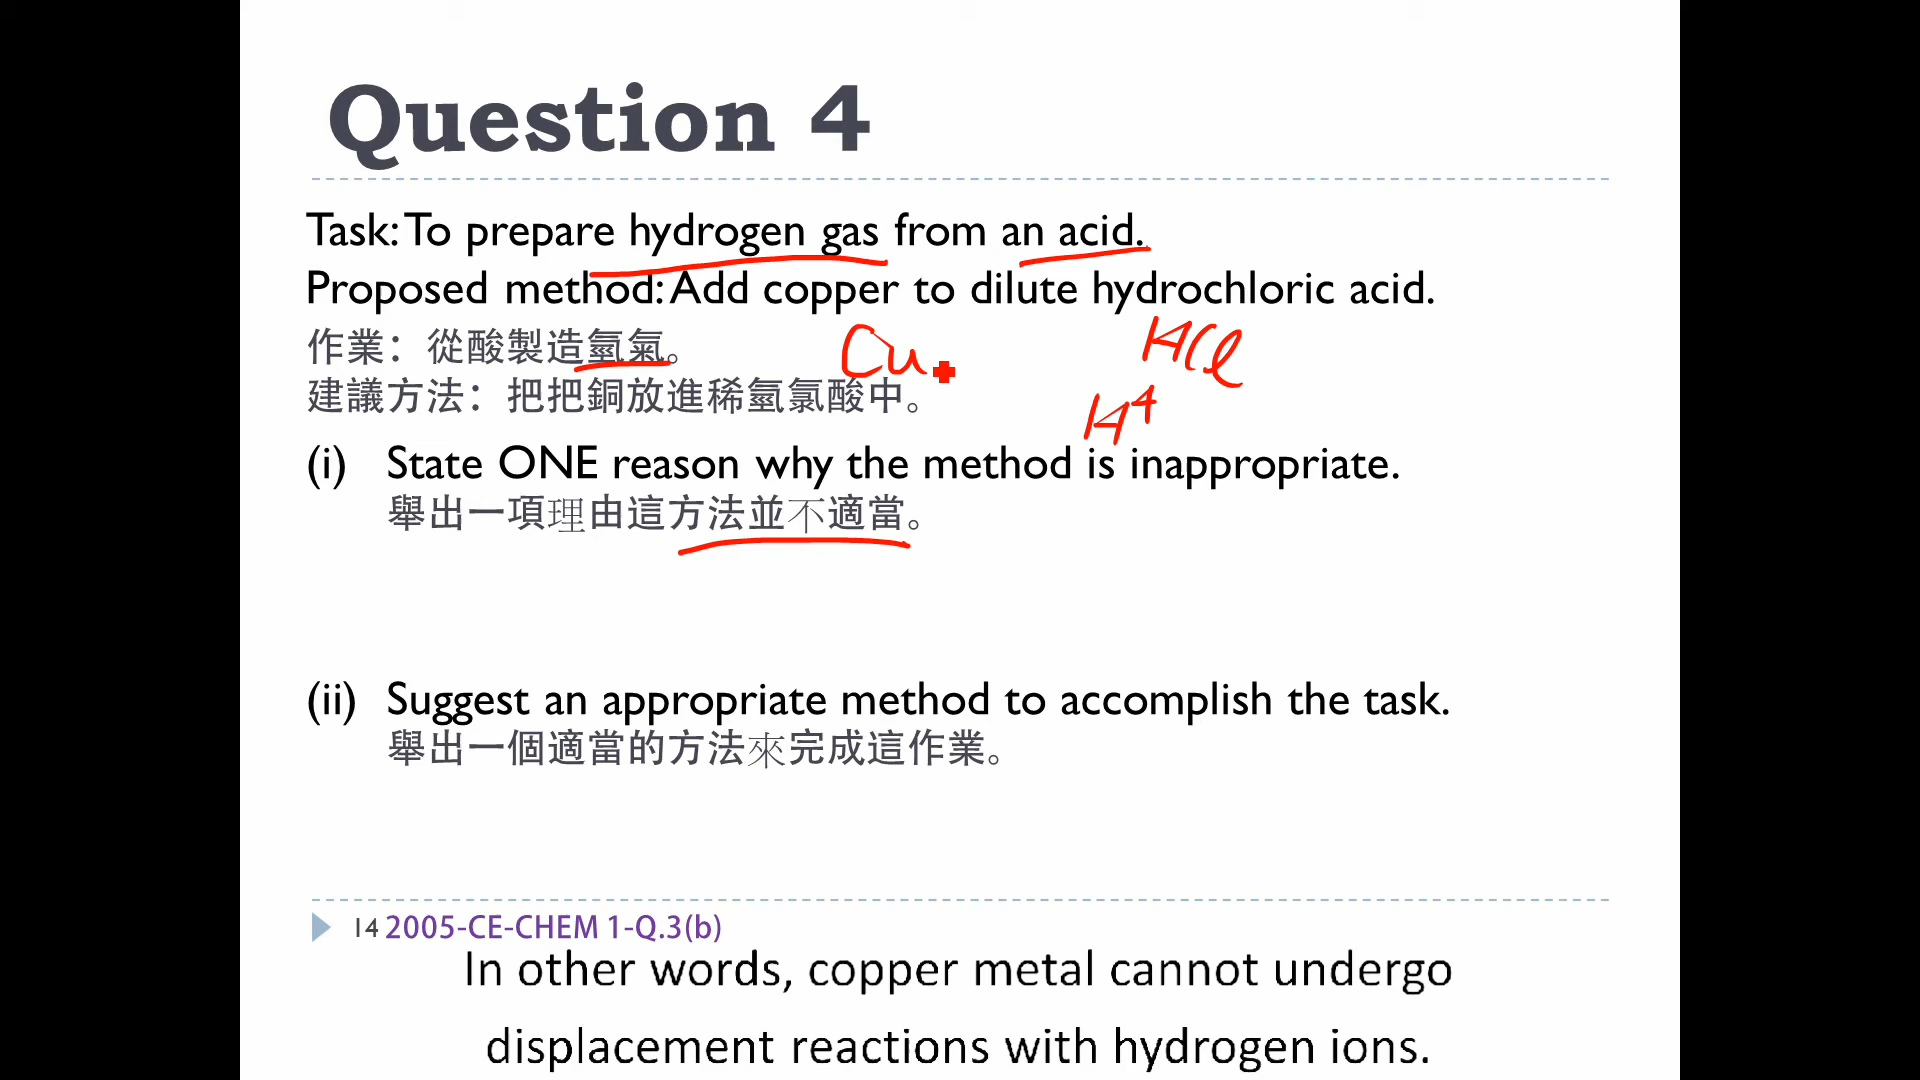 Question 4
Task: To prepare hydrogen gas from an acid.
Proposed method: Add copper to dilute hydrochloric acid.
作業：從酸製造氫氣。
Cu
HCl
建議方法：把把銅放進稀氫氯酸中。
H+
(i) State ONE reason why the method is inappropriate.
舉出一項理由這方法並不適當。
(ii) Suggest an appropriate method to accomplish the task.
舉出一個適當的方法來完成這作業。
14 2005-CE-CHEM 1-Q.3(b)
In other words, copper metal cannot undergo
displacement reactions with hydrogen ions.